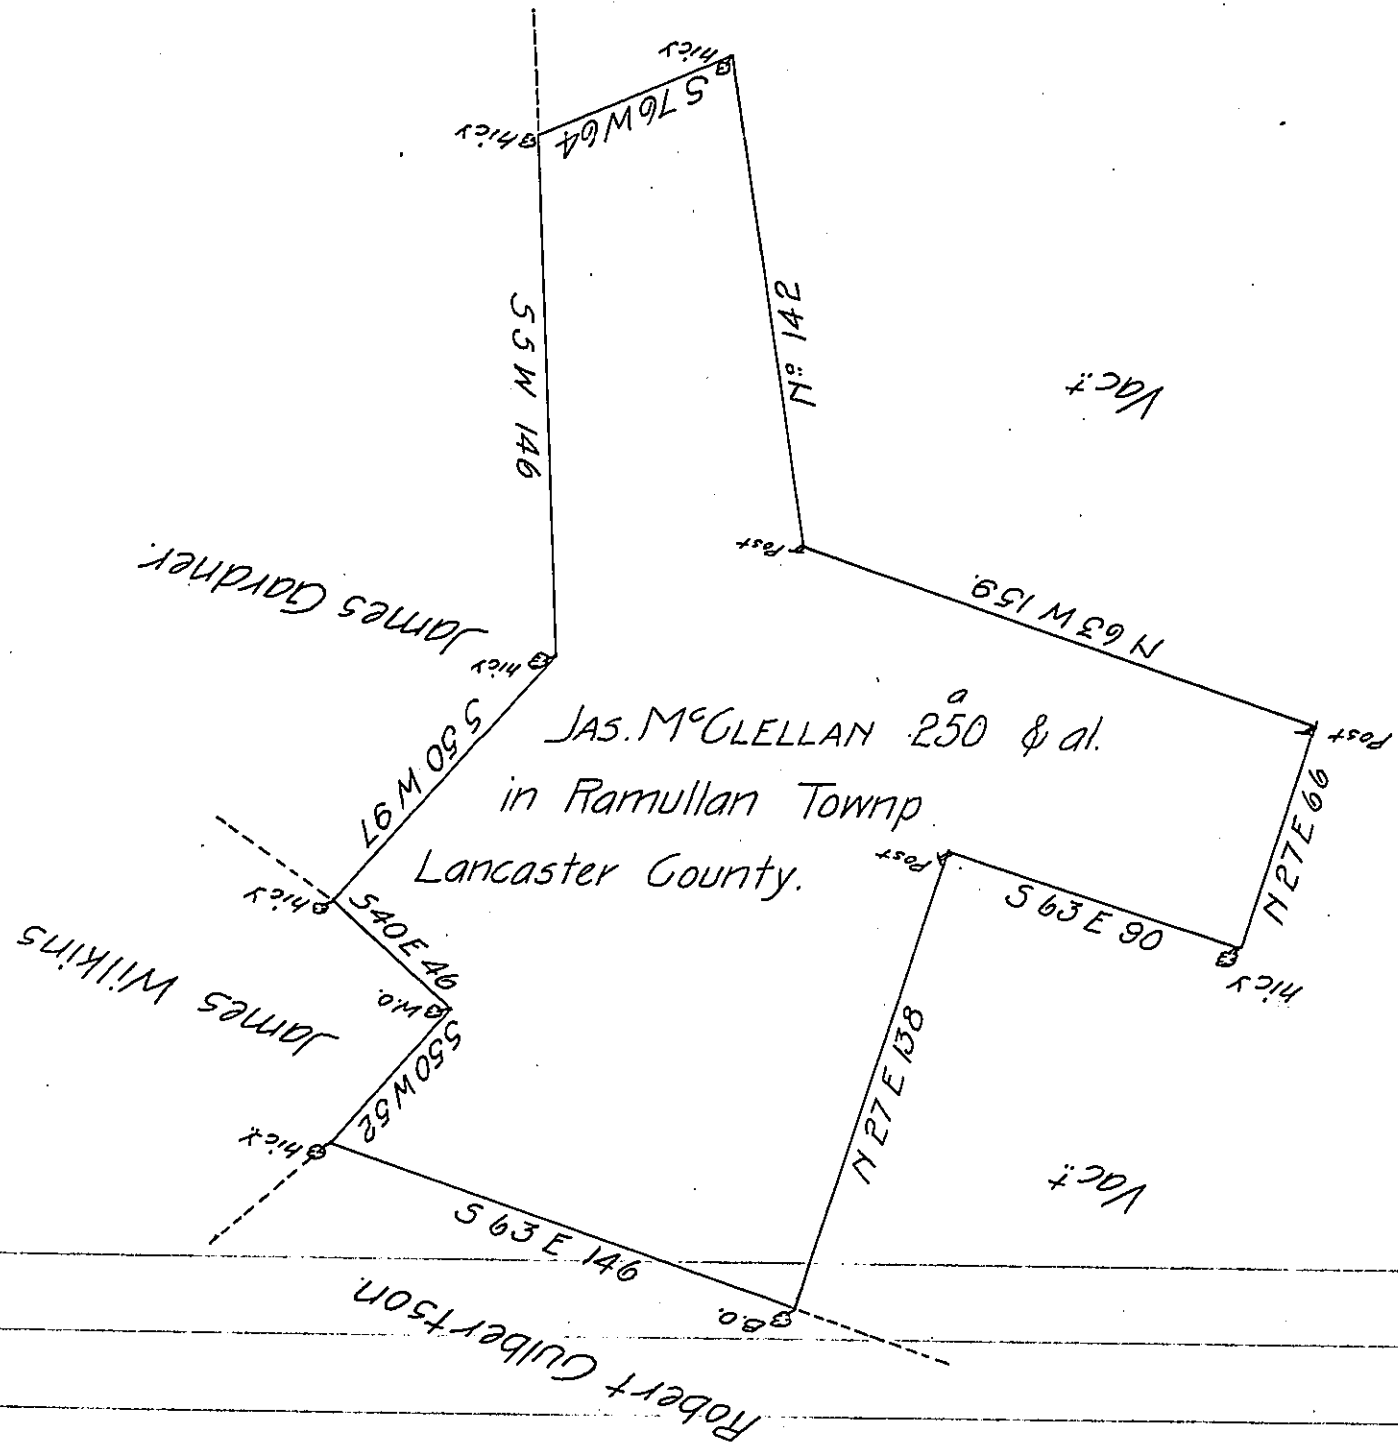 hicy
S 76 W 64
hicy
S 5 W 146
N⁰ 142
Vac.t
Post
N 63 W 159.
James Gardner.
hicy
Post
S 50 W 97
JAS. McCLELLAN 250 a & al.
in Ramullan Townp
Lancaster County.
N 27 E 66
Post
S 63 E 90
hicy
hicy
S 40 E 46
James Wilkins
W.O.
S 50 W 52
N 27 E 138
hicy
Vac.t
S 63 E 146
B.O.
Robert Culbertson.